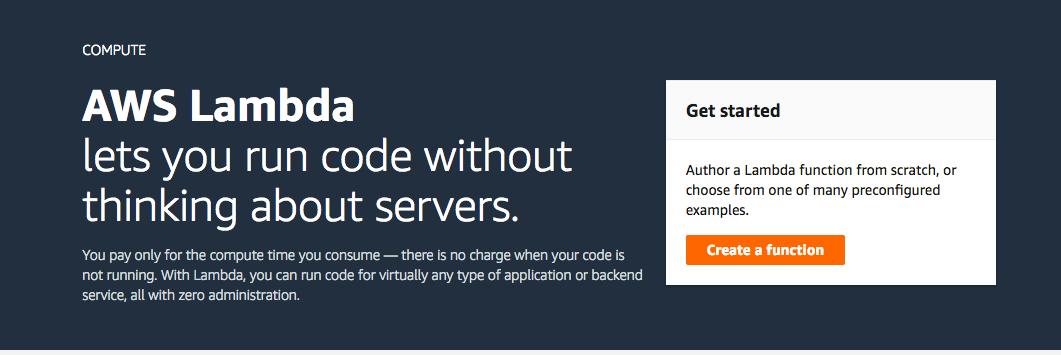 COMPUTE
AWS Lambda
lets you run code without
thinking about servers.
You pay only for the compute time you consume — there is no charge when your code is
not running. With Lambda, you can run code for virtually any type of application or backend
service, all with zero administration.
Get started
Author a Lambda function from scratch, or
choose from one of many preconfigured
examples.
Create a function